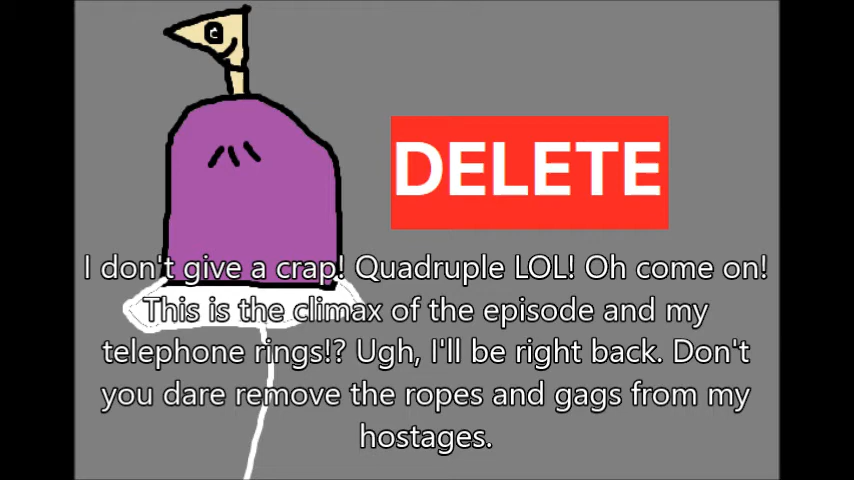 DELETE
I don't give a crap! Quadruple LOL! Oh come on!
This is the climax of the episode and my
telephone rings!? Ugh, I'll be right back. Don't
you dare remove the ropes and gags from my
hostages.